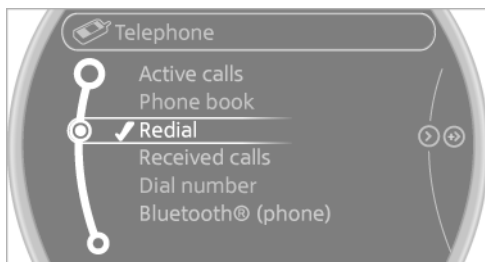 Telephone
Active calls
Phone book
Redial
Received calls
Dial number
Bluetooth® (phone)